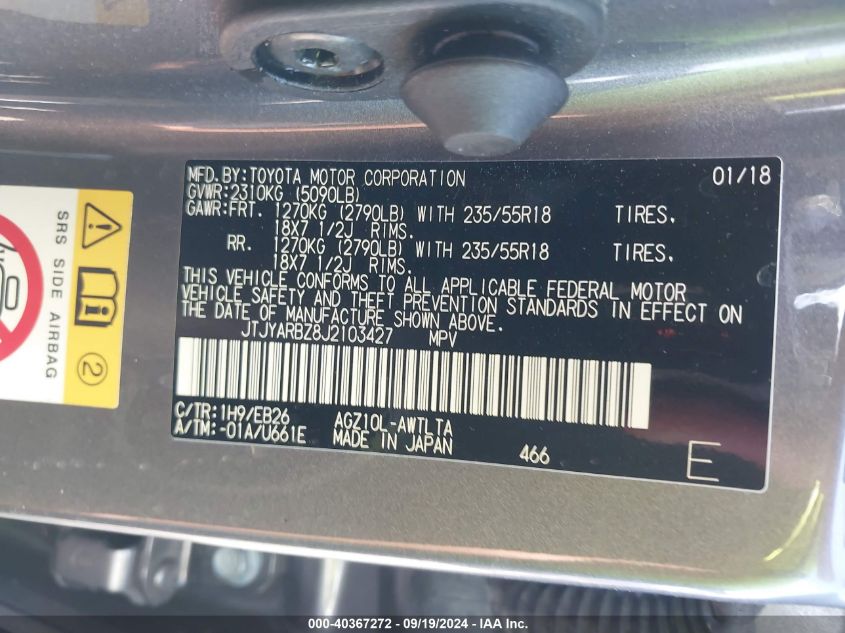 MFD.BY:TOYOTA MOTOR CORPORATION 01/18
GVWR:2310KG (5090LB)
GAWR:FRT. 1270KG (2790LB) WITH 235/55R18 TIRES.
18X7 1/2J RIMS.
RR. 1270KG (2790LB) WITH 235/55R18 TIRES.
18X7 1/2J RIMS.
THIS VEHICLE CONFORMS TO ALL APPLICABLE FEDERAL MOTOR
VEHICLE SAFETY AND THEFT PREVENTION STANDARDS IN EFFECT ON
THE DATE OF MANUFACTURE SHOWN ABOVE.
JTJYARBZ8J2103427 MPV
C/TR:1H9/EB26 AGZ10L-AWTLTA
A/TM:-01A/U661E MADE IN JAPAN 466 E
SRS SIDE AIRBAG
2
000-40367272 - 09/19/2024 - IAA Inc.